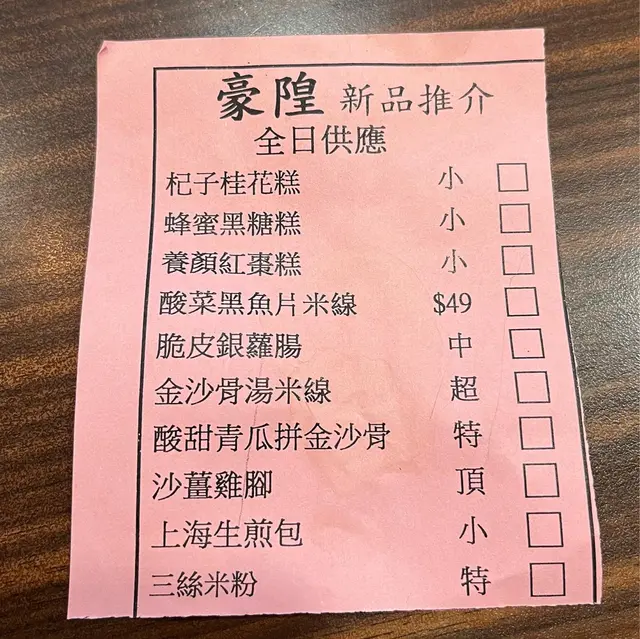 豪隍 新品推介
全日供應
杞子桂花糕 小
蜂蜜黑糖糕 小
養顏紅棗糕 小
酸菜黑魚片米線 $49
脆皮銀蘿腸 中
金沙骨湯米線 超
酸甜青瓜拼金沙骨 特
沙薑雞腳 頂
上海生煎包 小
三絲米粉 特